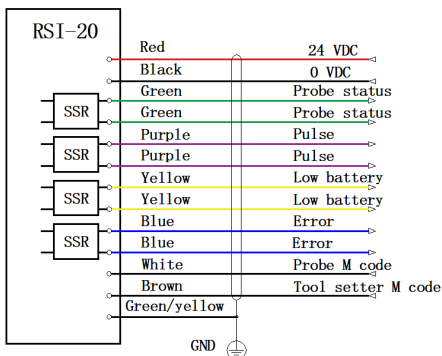 RSI-20
Red 24 VDC
Black 0 VDC
Green Probe status
SSR
Green Probe status
Purple Pulse
SSR
Purple Pulse
Yellow Low battery
SSR
Yellow Low battery
Blue Error
SSR
Blue Error
White Probe M code
Brown Tool setter M code
Green/yellow
GND